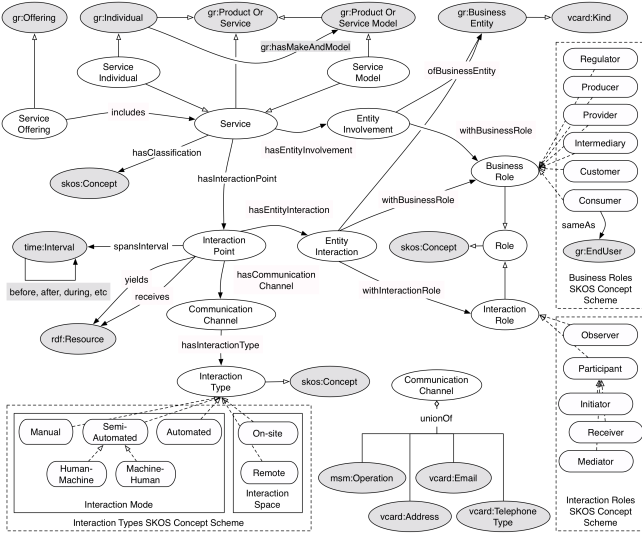 gr:Offering
gr:Individual
gr:Product Or
Service
gr:Product Or
Service Model
gr:Business
Entity
vcard:Kind
gr:hasMakeAndModel
Service
Individual
Service
Model
ofBusinessEntity
Service
Offering
includes
Service
Entity
Involvement
withBusinessRole
hasClassification
hasEntityInvolvement
skos:Concept
hasInteractionPoint
Business
Role
hasEntityInteraction
withBusinessRole
time:Interval
spansInterval
Interaction
Point
Entity
Interaction
skos:Concept
Role
before, after, during, etc
yields
receives
hasCommunication
Channel
withInteractionRole
rdf:Resource
Communication
Channel
Interaction
Role
hasInteractionType
Interaction
Type
skos:Concept
Communication
Channel
unionOf
msm:Operation
vcard:Email
vcard:Address
vcard:Telephone
Type
Manual
Semi-
Automated
Automated
On-site
Human-
Machine
Machine-
Human
Remote
Interaction Mode
Interaction
Space
Interaction Types SKOS Concept Scheme
Regulator
Producer
Provider
Intermediary
Customer
Consumer
sameAs
gr:EndUser
Business Roles
SKOS Concept
Scheme
Observer
Participant
Initiator
Receiver
Mediator
Interaction Roles
SKOS Concept
Scheme